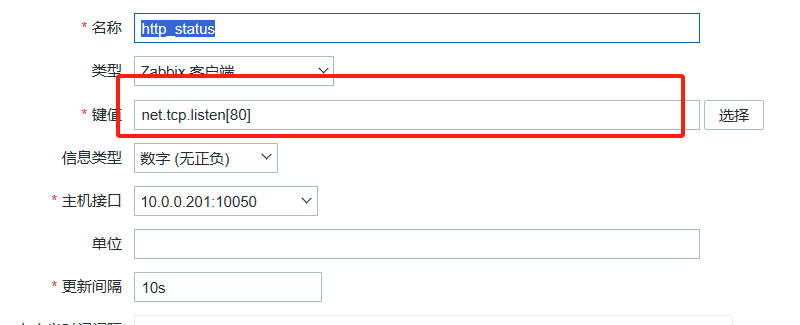 * 名称 http_status
类型 Zabbix 客户端
* 键值 net.tcp.listen[80] 选择
信息类型 数字 (无正负)
* 主机接口 10.0.0.201:10050
单位
* 更新间隔 10s